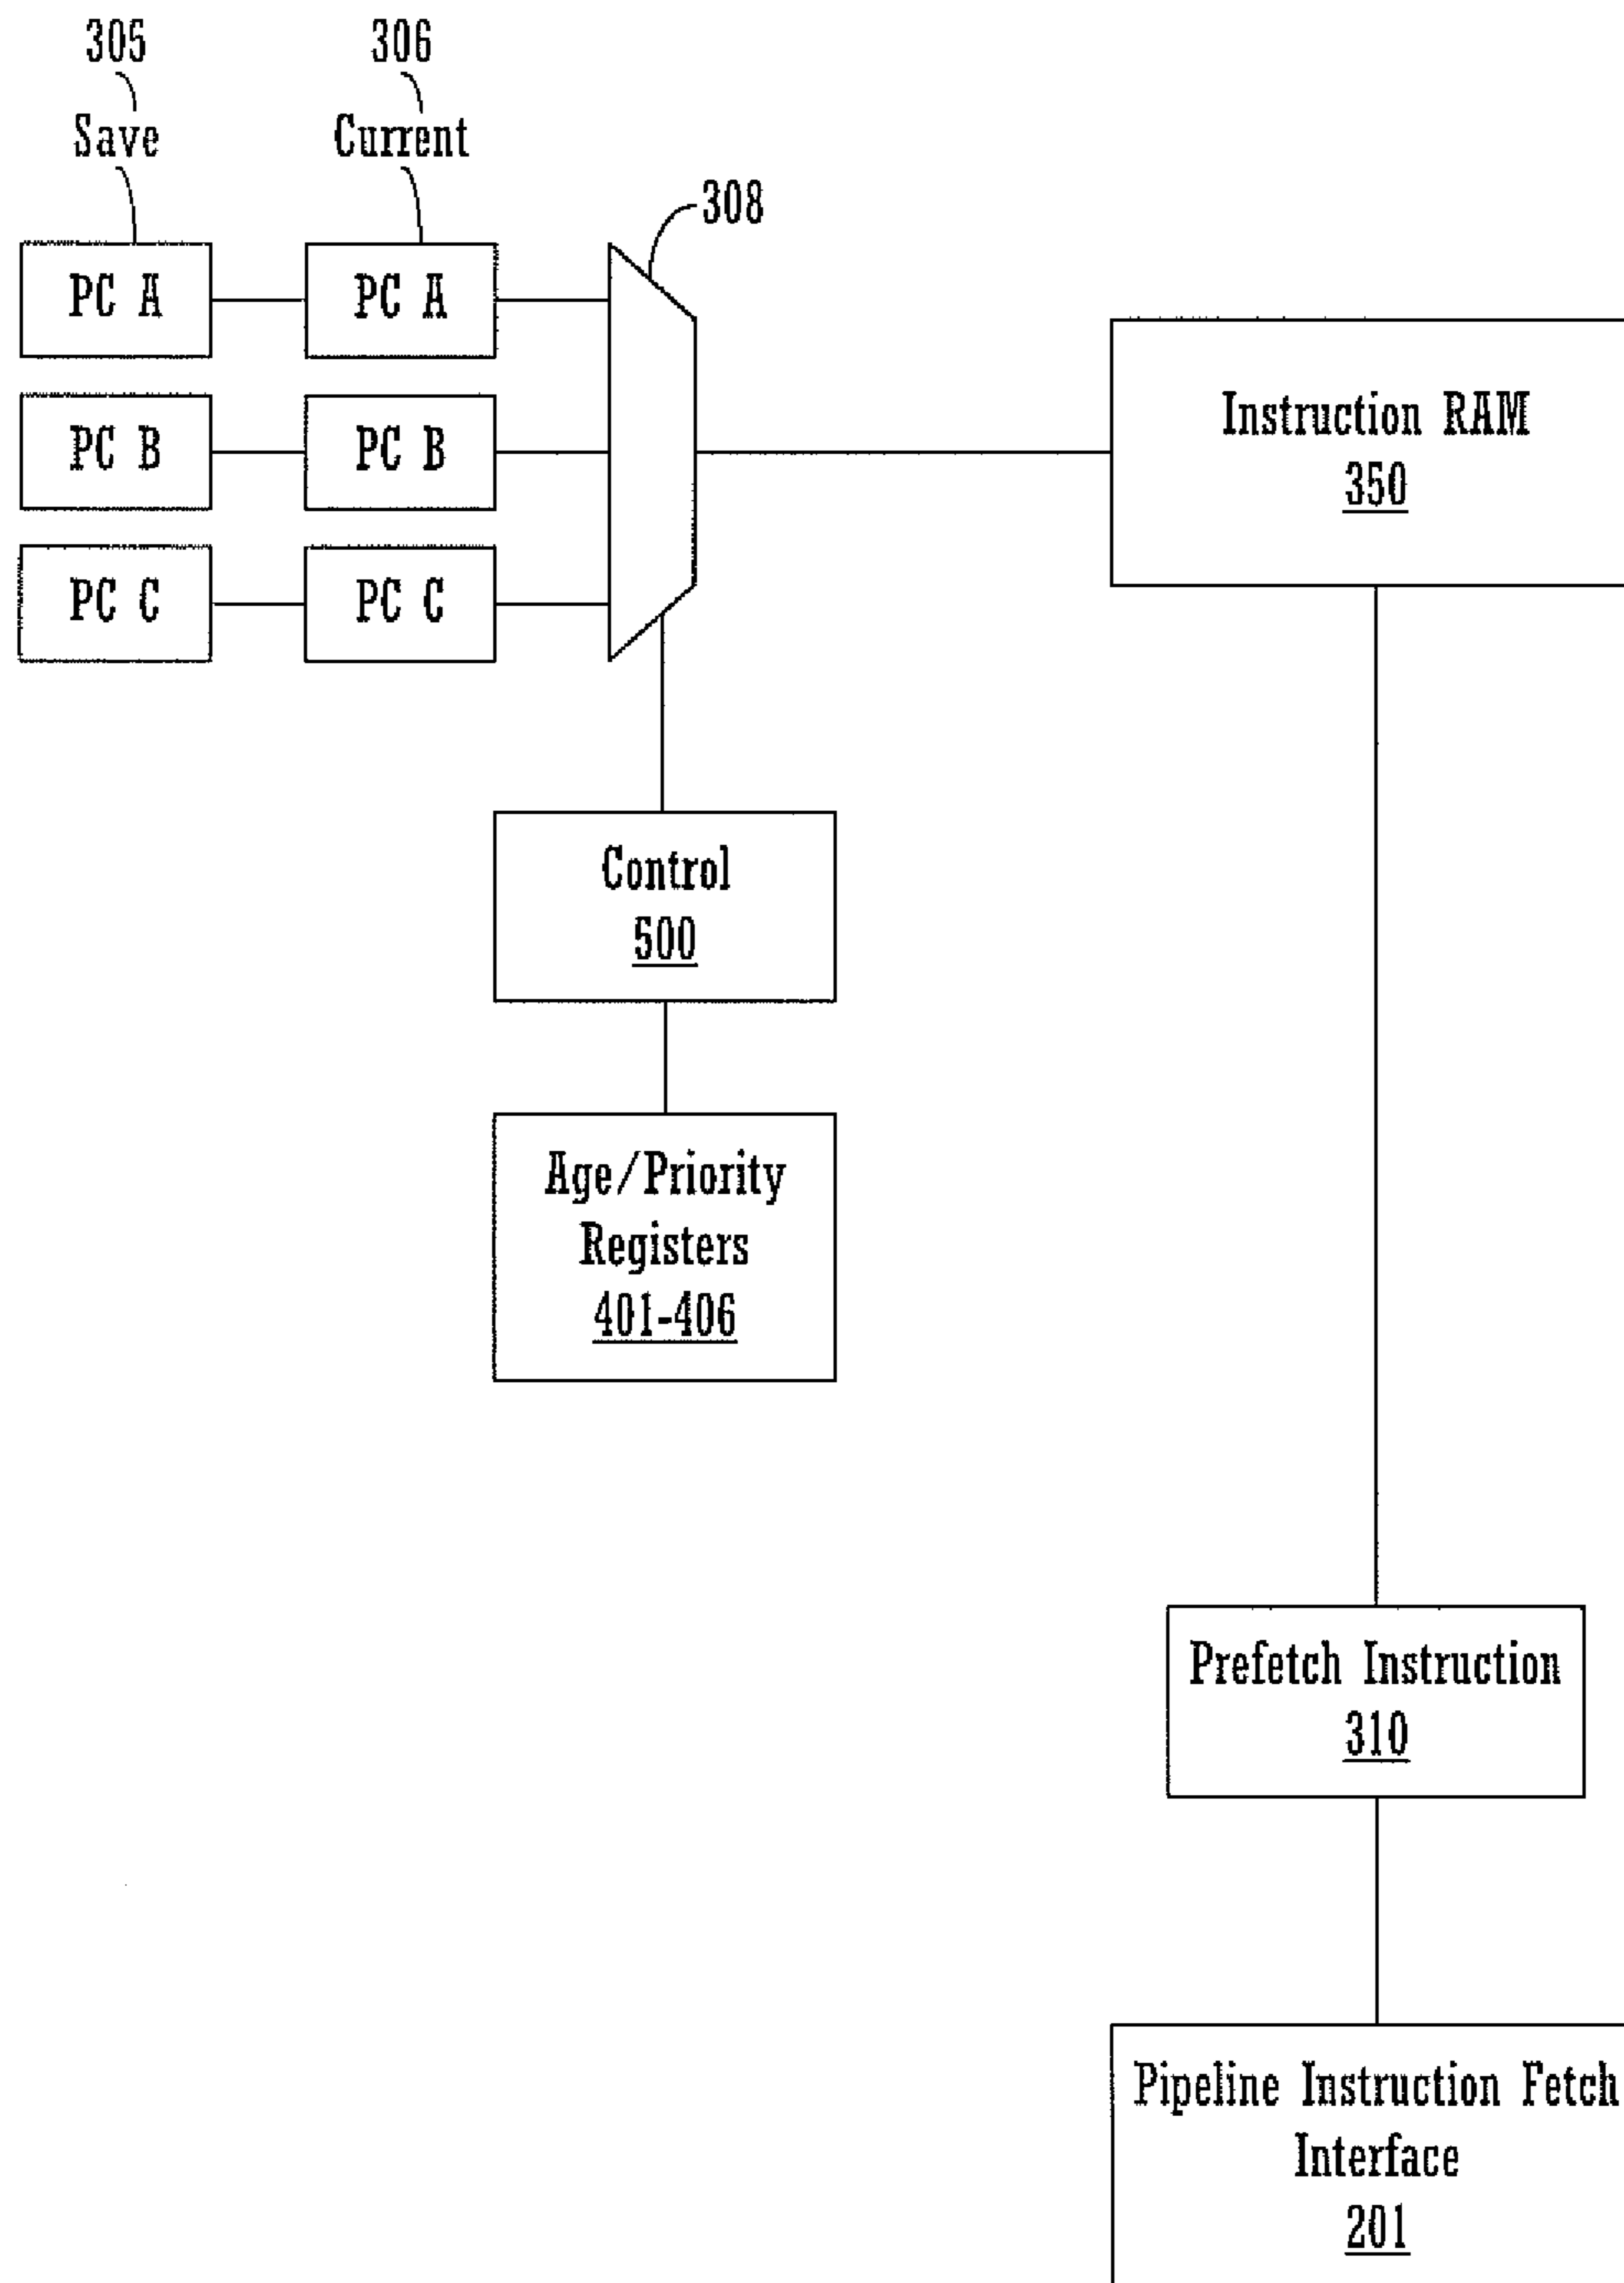 305
306
Save
Current
308
PC A
PC A
PC B
PC B
PC C
PC C
Instruction RAM
350
Control
500
Age/Priority
Registers
401-406
Prefetch Instruction
310
Pipeline Instruction Fetch
Interface
201